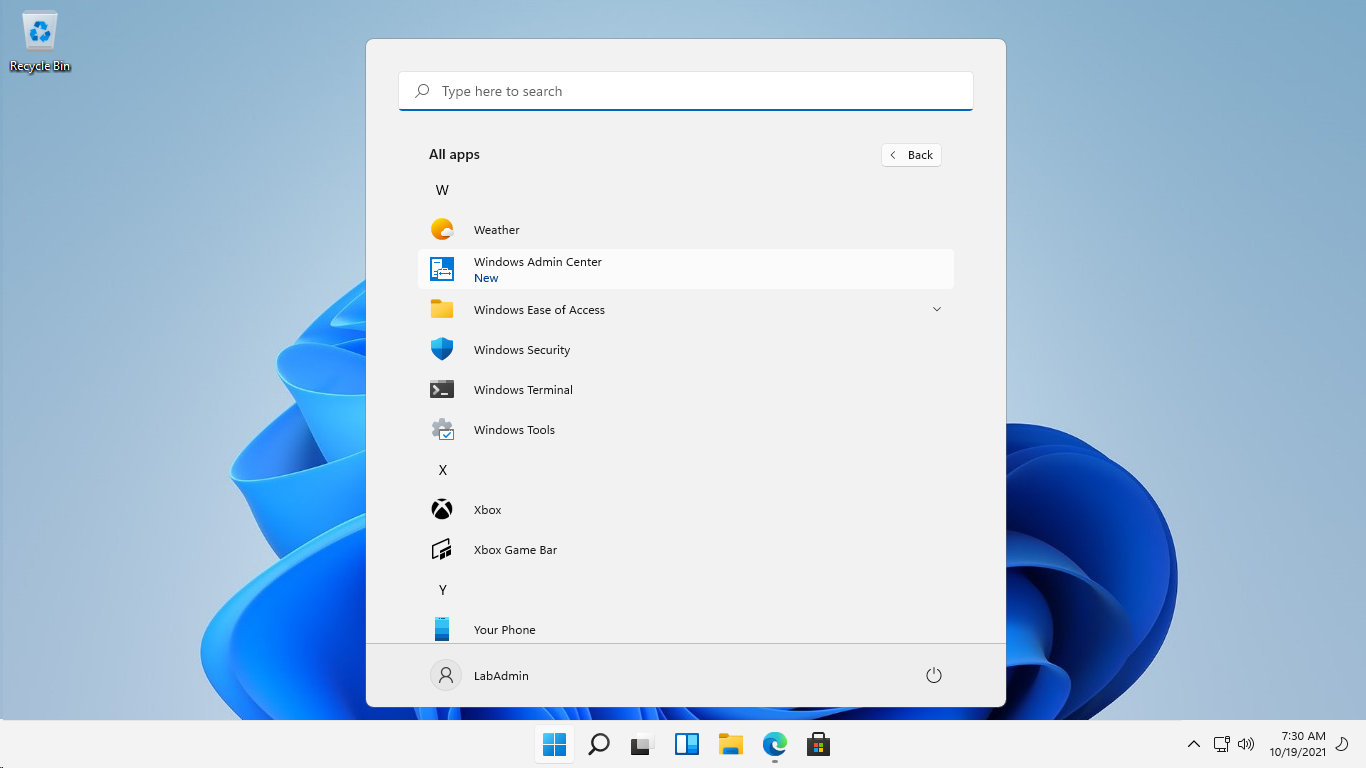 Recycle Bin
Type here to search
All apps
Back
W
Weather
Windows Admin Center
New
Windows Ease of Access
Windows Security
Windows Terminal
Windows Tools
X
Xbox
Xbox Game Bar
Y
Your Phone
LabAdmin
7:30 AM
10/19/2021